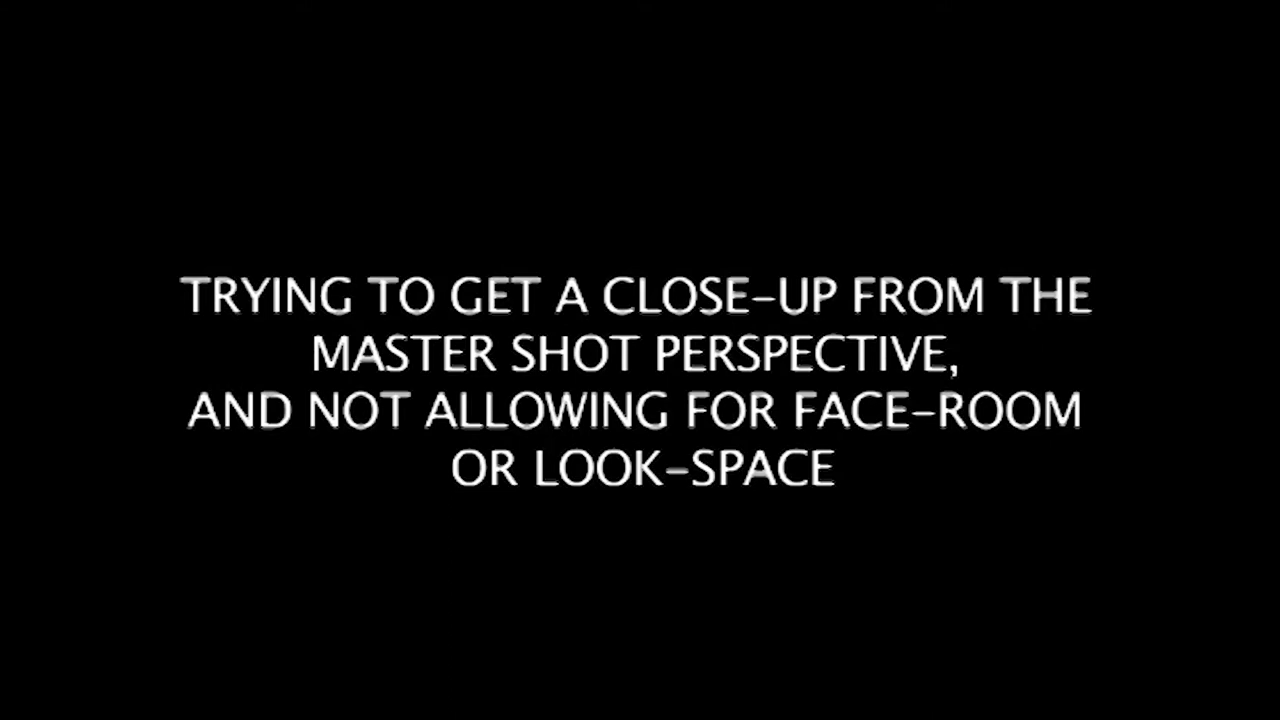 TRYING TO GET A CLOSE-UP FROM THE
MASTER SHOT PERSPECTIVE,
AND NOT ALLOWING FOR FACE-ROOM
OR LOOK-SPACE